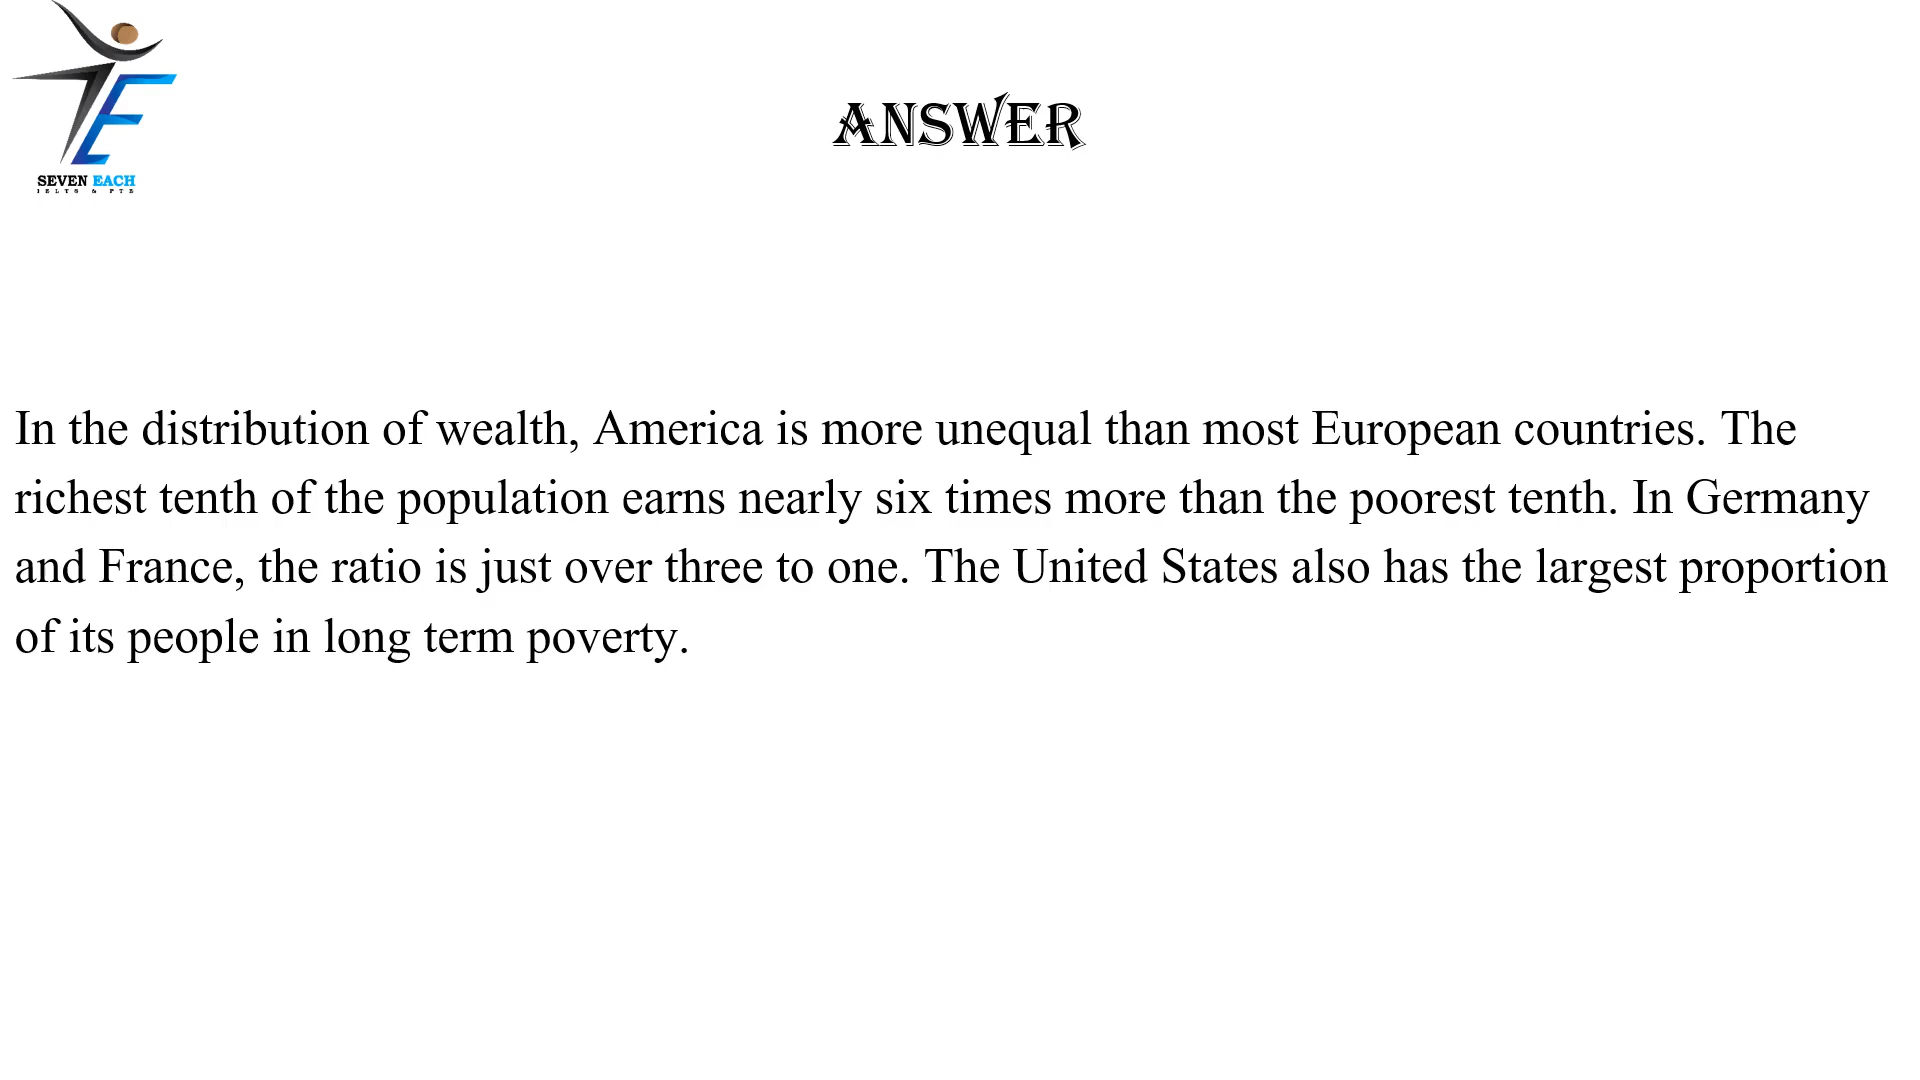 SEVEN EACH
IELTS & PTE
ANSWER
In the distribution of wealth, America is more unequal than most European countries. The
richest tenth of the population earns nearly six times more than the poorest tenth. In Germany
and France, the ratio is just over three to one. The United States also has the largest proportion
of its people in long term poverty.